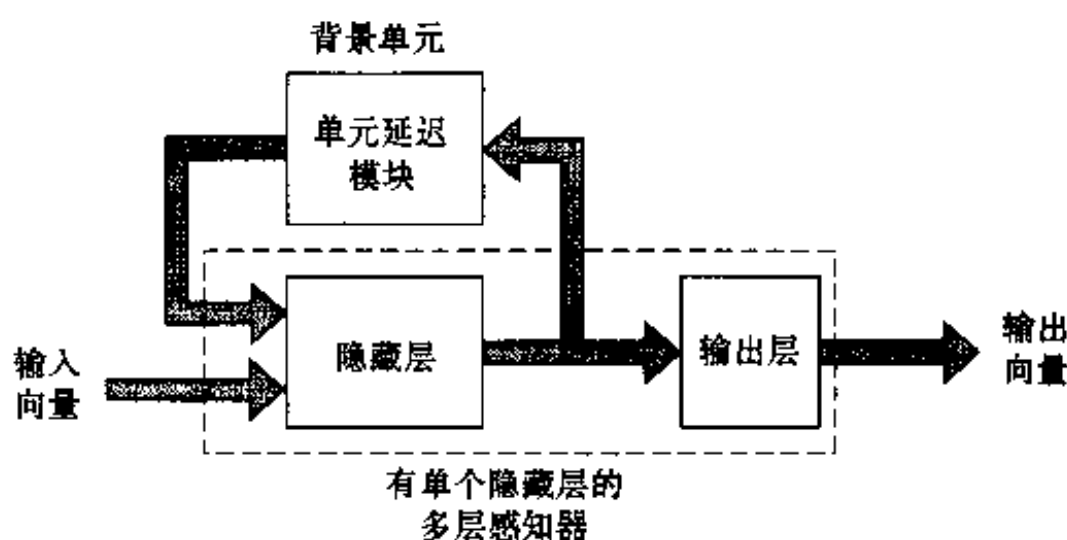 背景单元
单元延迟
模块
输入
向量
隐藏层
输出层
输出
向量
有单个隐藏层的
多层感知器